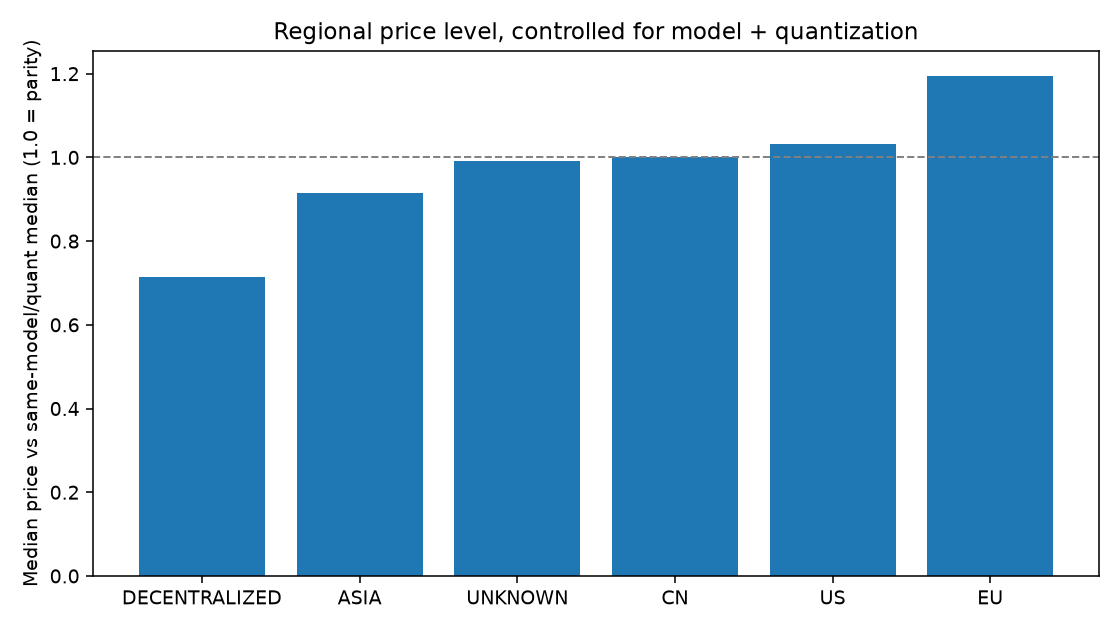 Regional price level, controlled for model + quantization
Median price vs same-model/quant median (1.0 = parity)
1.2
1.0
0.8
0.6
0.4
0.2
0.0
DECENTRALIZED ASIA UNKNOWN CN US EU